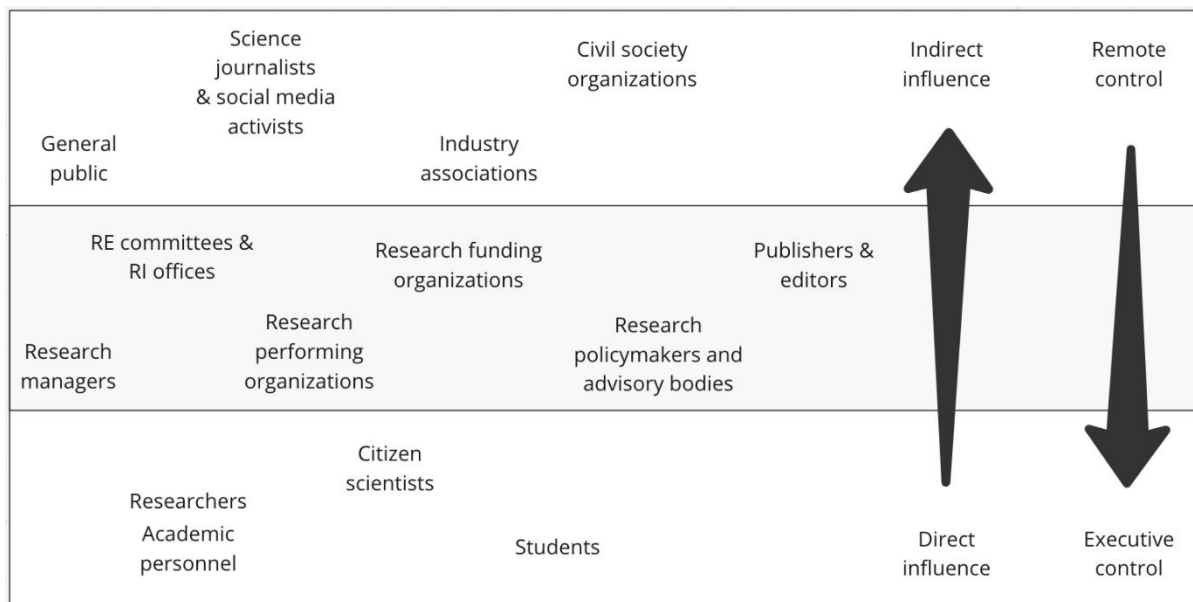 Science
journalists
& social media
activists
Civil society
organizations
Indirect
influence
Remote
control
General
public
Industry
associations
RE committees &
RI offices
Research funding
organizations
Publishers &
editors
Research
managers
Research
performing
organizations
Research
policymakers and
advisory bodies
Citizen
scientists
Researchers
Academic
personnel
Students
Direct
influence
Executive
control